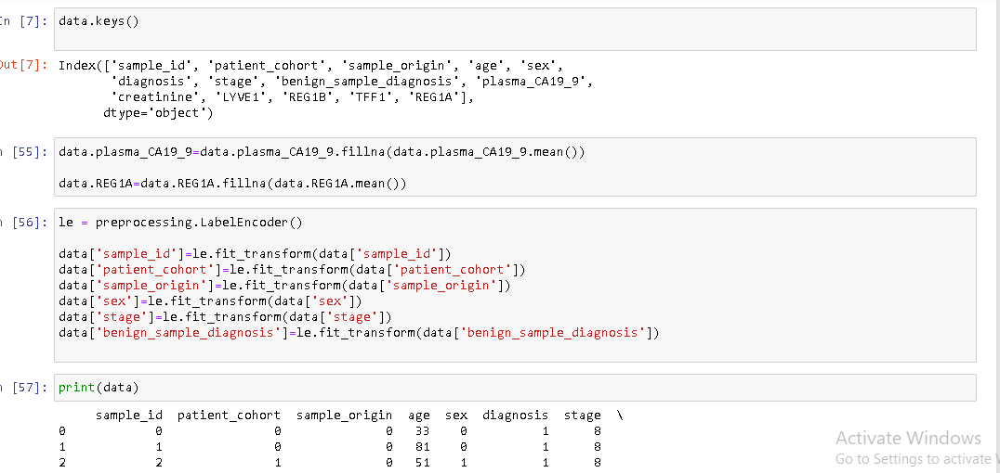 In [7]: data.keys()
Out[7]: Index(['sample_id', 'patient_cohort', 'sample_origin', 'age', 'sex',
'diagnosis', 'stage', 'benign_sample_diagnosis', 'plasma_CA19_9',
'creatinine', 'LYVE1', 'REG1B', 'TFF1', 'REG1A'],
dtype='object')
n [55]: data.plasma_CA19_9=data.plasma_CA19_9.fillna(data.plasma_CA19_9.mean())
data.REG1A=data.REG1A.fillna(data.REG1A.mean())
n [56]: le = preprocessing.LabelEncoder()
data['sample_id']=le.fit_transform(data['sample_id'])
data['patient_cohort']=le.fit_transform(data['patient_cohort'])
data['sample_origin']=le.fit_transform(data['sample_origin'])
data['sex']=le.fit_transform(data['sex'])
data['stage']=le.fit_transform(data['stage'])
data['benign_sample_diagnosis']=le.fit_transform(data['benign_sample_diagnosis'])
n [57]: print(data)
sample_id patient_cohort sample_origin age sex diagnosis stage \
0 0 0 0 33 0 1 8
1 1 0 0 81 0 1 8
2 2 1 0 51 1 1 8
Activate Windows
Go to Settings to activate